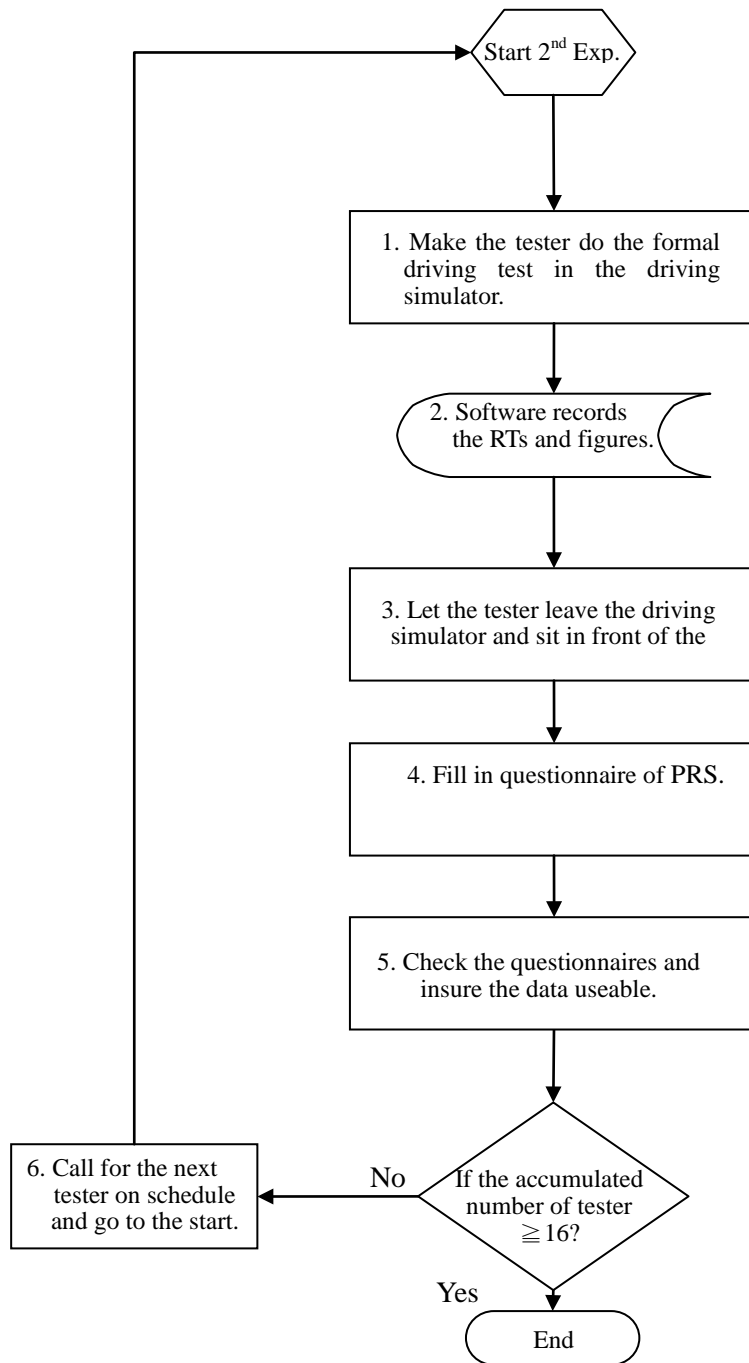 Start 2nd Exp.
1. Make the tester do the formal
driving test in the driving
simulator.
2. Software records
the RTs and figures.
3. Let the tester leave the driving
simulator and sit in front of the
4. Fill in questionnaire of PRS.
5. Check the questionnaires and
insure the data useable.
6. Call for the next
tester on schedule
and go to the start.
No
If the accumulated
number of tester
≧16?
Yes
End